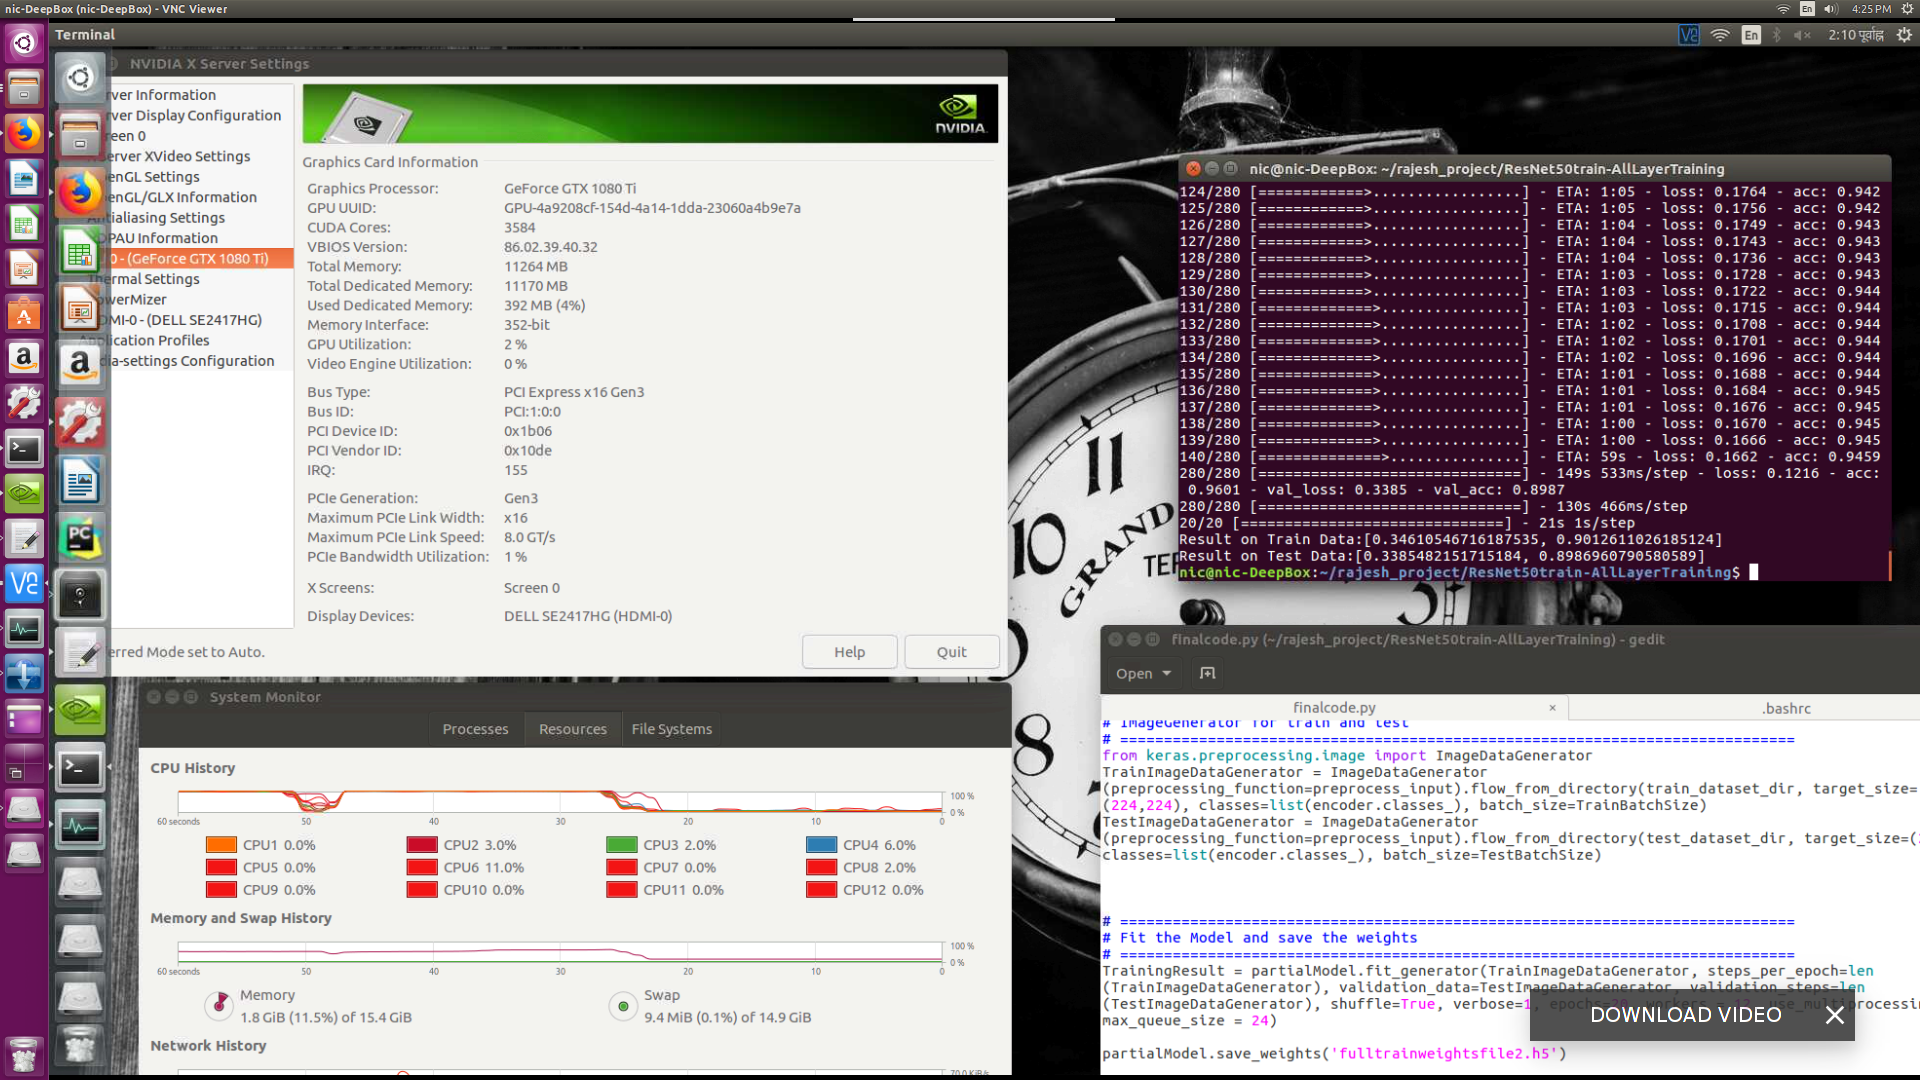 nic-DeepBox (nic-DeepBox) - VNC Viewer
En
4:25 PM
Terminal
En
2:10 पूर्वाह्न
NVIDIA X Server Settings
rver Information
rver Display Configuration
reen 0
Server XVideo Settings
enGL Settings
enGL/GLX Information
ntialiasing Settings
DPAU Information
0 - (GeForce GTX 1080 Ti)
hermal Settings
owerMizer
DMI-0 - (DELL SE2417HG)
plication Profiles
dia-settings Configuration
NVIDIA.
Graphics Card Information
Graphics Processor: GeForce GTX 1080 Ti
GPU UUID: GPU-4a9208cf-154d-4a14-1dda-23060a4b9e7a
CUDA Cores: 3584
VBIOS Version: 86.02.39.40.32
Total Memory: 11264 MB
Total Dedicated Memory: 11170 MB
Used Dedicated Memory: 392 MB (4%)
Memory Interface: 352-bit
GPU Utilization: 2 %
Video Engine Utilization: 0 %
Bus Type: PCI Express x16 Gen3
Bus ID: PCI:1:0:0
PCI Device ID: 0x1b06
PCI Vendor ID: 0x10de
IRQ: 155
PCIe Generation: Gen3
Maximum PCIe Link Width: x16
Maximum PCIe Link Speed: 8.0 GT/s
PCIe Bandwidth Utilization: 1 %
X Screens: Screen 0
Display Devices: DELL SE2417HG (HDMI-0)
erred Mode set to Auto.
Help
Quit
System Monitor
Processes
Resources
File Systems
CPU History
100 %
0 %
60 seconds 50 40 30 20 10 0
CPU1 0.0% CPU2 3.0% CPU3 2.0% CPU4 6.0%
CPU5 0.0% CPU6 11.0% CPU7 0.0% CPU8 2.0%
CPU9 0.0% CPU10 0.0% CPU11 0.0% CPU12 0.0%
Memory and Swap History
100 %
0 %
60 seconds 50 40 30 20 10 0
Memory
1.8 GiB (11.5%) of 15.4 GiB
Swap
9.4 MiB (0.1%) of 14.9 GiB
Network History
nic@nic-DeepBox: ~/rajesh_project/ResNet50train-AllLayerTraining
124/280 [============>.................] - ETA: 1:05 - loss: 0.1764 - acc: 0.942
125/280 [============>.................] - ETA: 1:05 - loss: 0.1756 - acc: 0.942
126/280 [============>.................] - ETA: 1:04 - loss: 0.1749 - acc: 0.943
127/280 [============>.................] - ETA: 1:04 - loss: 0.1743 - acc: 0.943
128/280 [============>.................] - ETA: 1:04 - loss: 0.1736 - acc: 0.943
129/280 [============>.................] - ETA: 1:03 - loss: 0.1728 - acc: 0.943
130/280 [============>.................] - ETA: 1:03 - loss: 0.1722 - acc: 0.944
131/280 [=============>................] - ETA: 1:03 - loss: 0.1715 - acc: 0.944
132/280 [=============>................] - ETA: 1:02 - loss: 0.1708 - acc: 0.944
133/280 [=============>................] - ETA: 1:02 - loss: 0.1701 - acc: 0.944
134/280 [=============>................] - ETA: 1:02 - loss: 0.1696 - acc: 0.944
135/280 [=============>................] - ETA: 1:01 - loss: 0.1688 - acc: 0.944
136/280 [=============>................] - ETA: 1:01 - loss: 0.1684 - acc: 0.945
137/280 [=============>................] - ETA: 1:01 - loss: 0.1676 - acc: 0.945
138/280 [=============>................] - ETA: 1:00 - loss: 0.1670 - acc: 0.945
139/280 [=============>................] - ETA: 1:00 - loss: 0.1666 - acc: 0.945
140/280 [==============>...............] - ETA: 59s - loss: 0.1662 - acc: 0.9459
280/280 [==============================] - 149s 533ms/step - loss: 0.1216 - acc:
0.9601 - val_loss: 0.3385 - val_acc: 0.8987
280/280 [==============================] - 130s 466ms/step
20/20 [==============================] - 21s 1s/step
Result on Train Data:[0.34610546716187535, 0.9012611026185124]
Result on Test Data:[0.3385482151715184, 0.8986960790580589]
nic@nic-DeepBox:~/rajesh_project/ResNet50train-AllLayerTraining$
11
10
8
GRAND
finalcode.py (~/rajesh_project/ResNet50train-AllLayerTraining) - gedit
Open
finalcode.py
.bashrc
# ImageGenerator for train and test
# =============================================================================
from keras.preprocessing.image import ImageDataGenerator
TrainImageDataGenerator = ImageDataGenerator
(preprocessing_function=preprocess_input).flow_from_directory(train_dataset_dir, target_size=
(224,224), classes=list(encoder.classes_), batch_size=TrainBatchSize)
TestImageDataGenerator = ImageDataGenerator
(preprocessing_function=preprocess_input).flow_from_directory(test_dataset_dir, target_size=(
classes=list(encoder.classes_), batch_size=TestBatchSize)
# =============================================================================
# Fit the Model and save the weights
# =============================================================================
TrainingResult = partialModel.fit_generator(TrainImageDataGenerator, steps_per_epoch=len
(TrainImageDataGenerator), validation_data=TestImageDataGenerator, validation_steps=len
(TestImageDataGenerator), shuffle=True, verbose=1, epochs=20, workers = 12, use_multiprocessin
max_queue_size = 24)
partialModel.save_weights('fulltrainweightsfile2.h5')
DOWNLOAD VIDEO